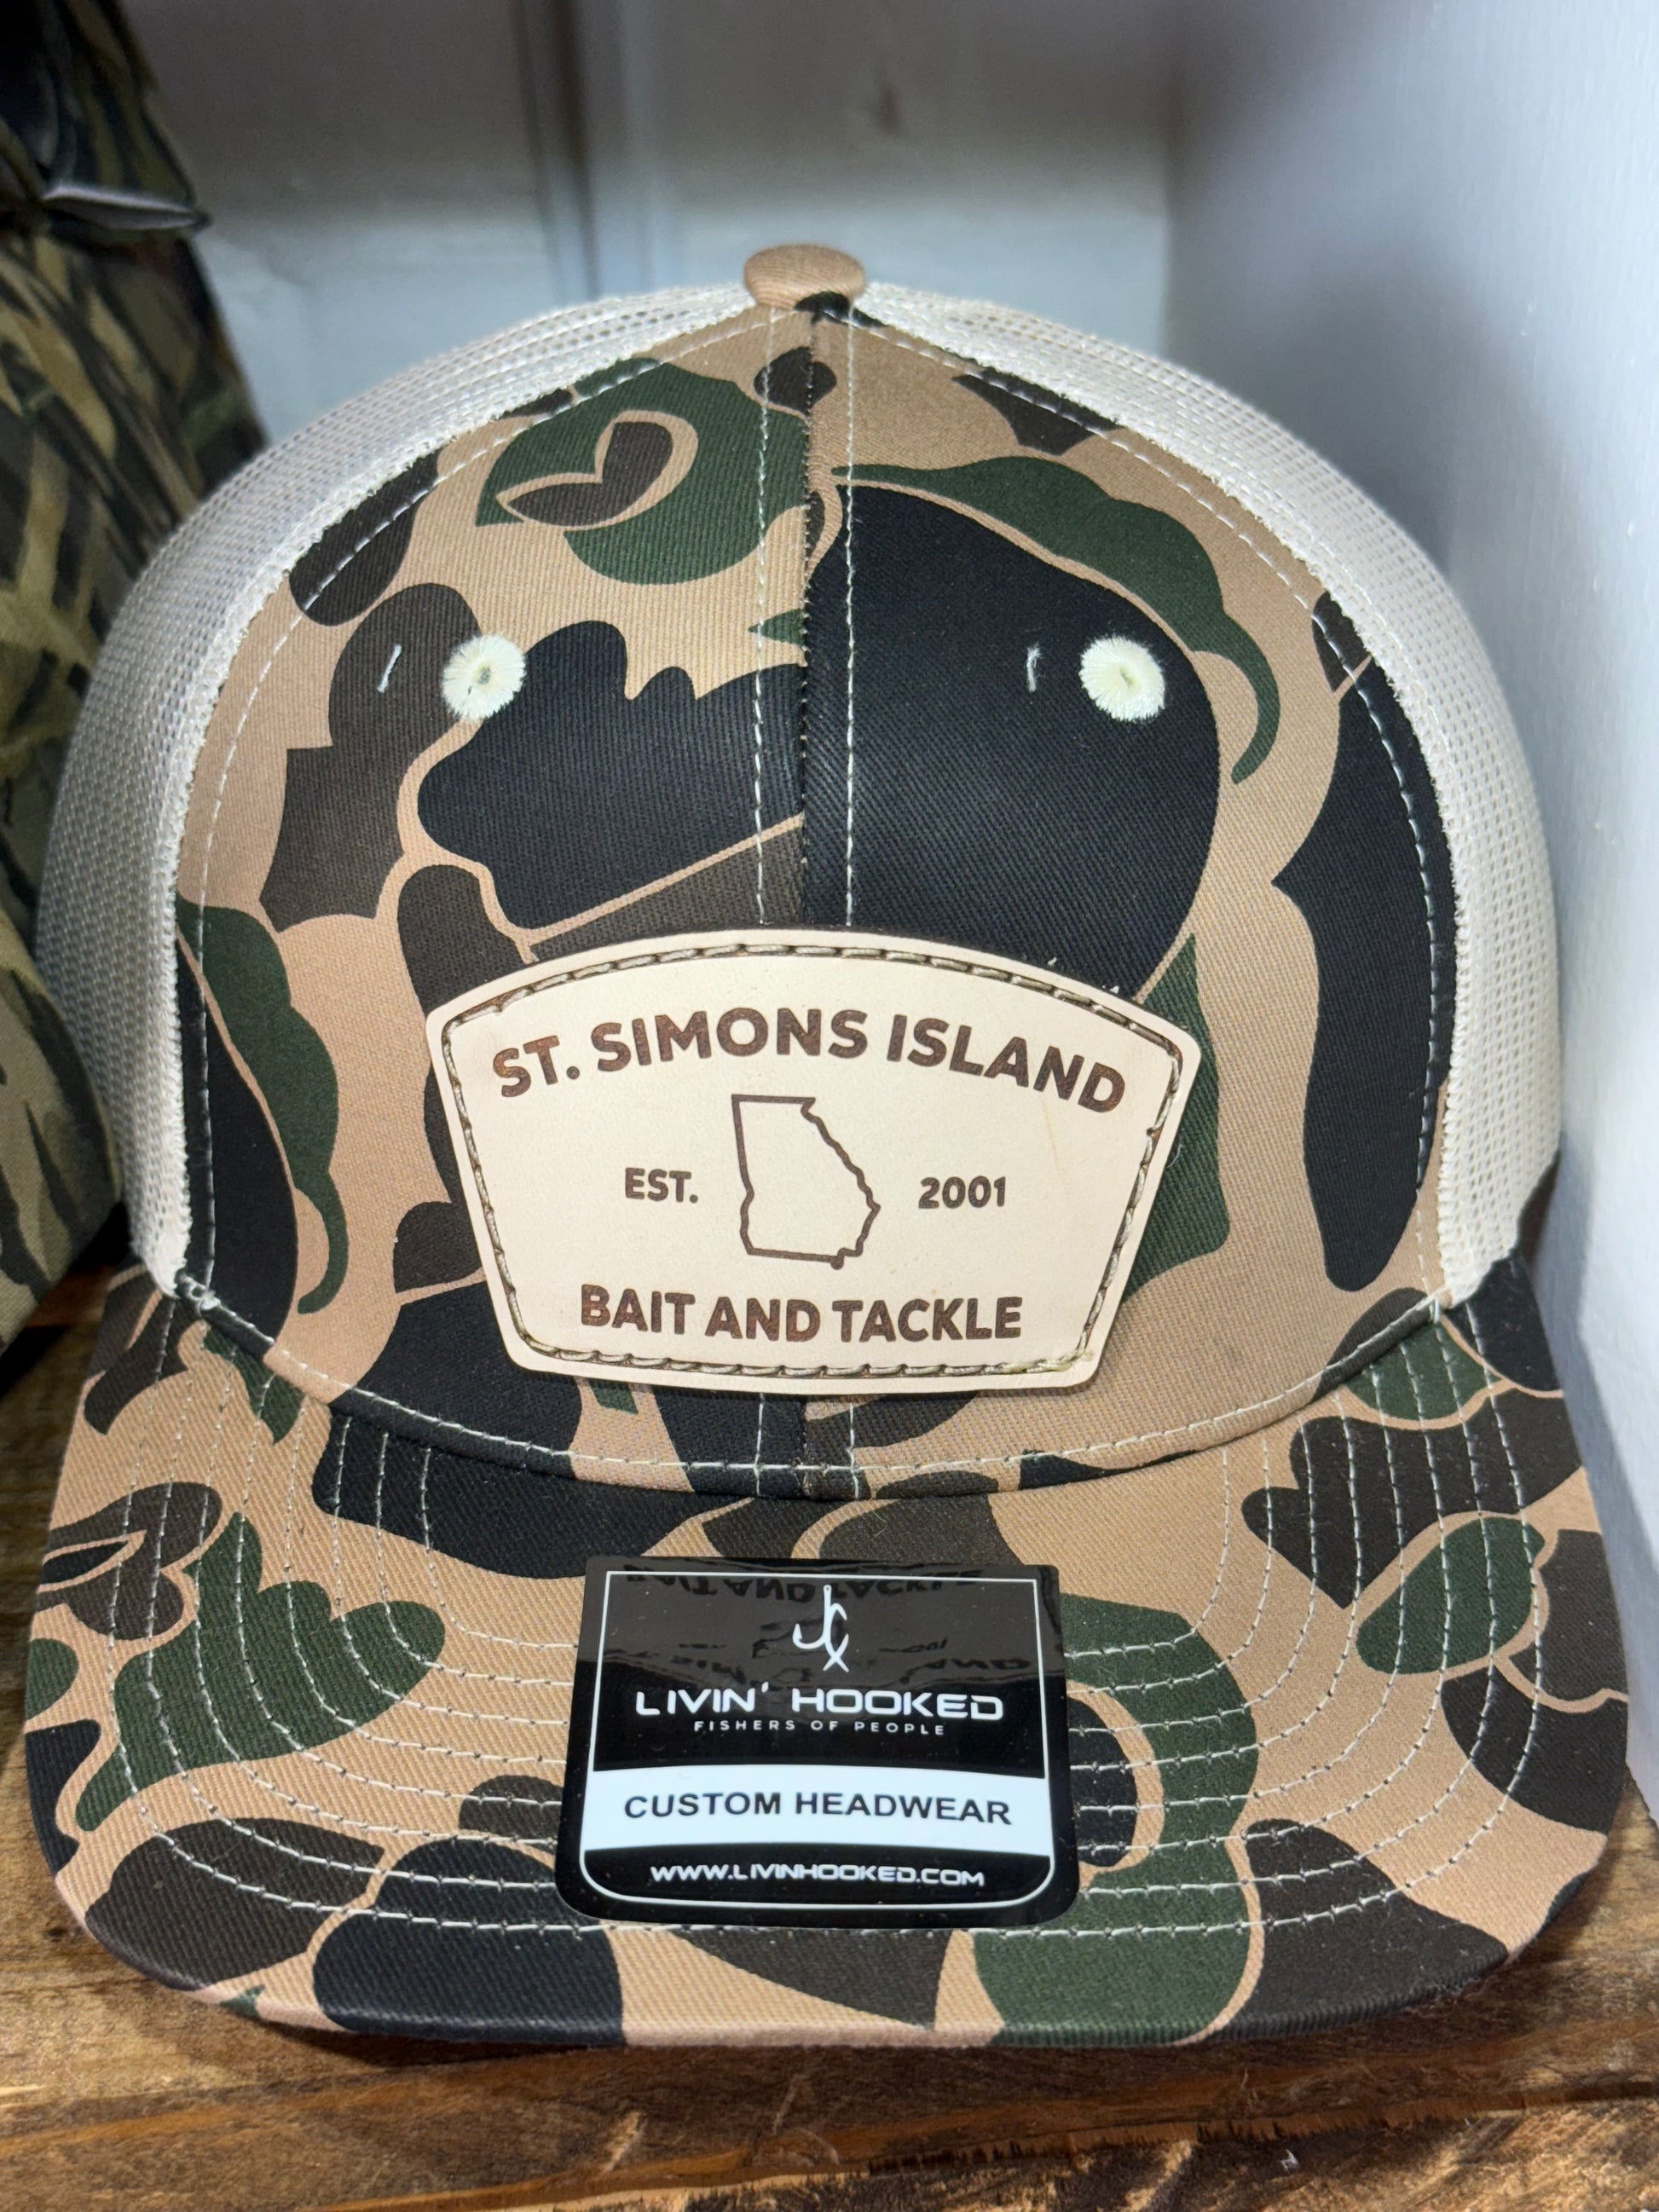 ST. SIMONS ISLAND
EST. 2001
BAIT AND TACKLE
LIVIN' HOOKED
FISHERS OF PEOPLE
CUSTOM HEADWEAR
WWW.LIVINHOOKED.COM